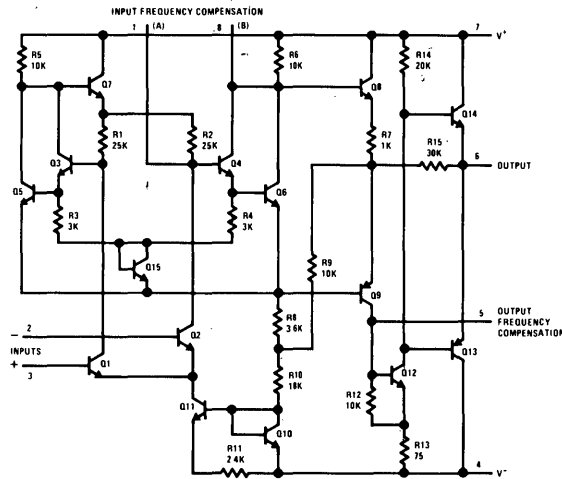 INPUT FREQUENCY COMPENSATION
1 (A) 8 (B)
7 V+
R5
10K
R6
10K
R14
20K
Q7
Q8
Q14
R1
25K
R2
25K
R7
1K
R15
30K
6
OUTPUT
Q3
Q4
Q5
Q6
R3
3K
R4
3K
R9
10K
Q15
Q9
5
OUTPUT
FREQUENCY
COMPENSATION
R8
3.6K
− 2
INPUTS
+ 3
Q2
Q1
Q12
Q13
R10
18K
R12
10K
Q11
Q10
R11
2.4K
R13
75
4 V−